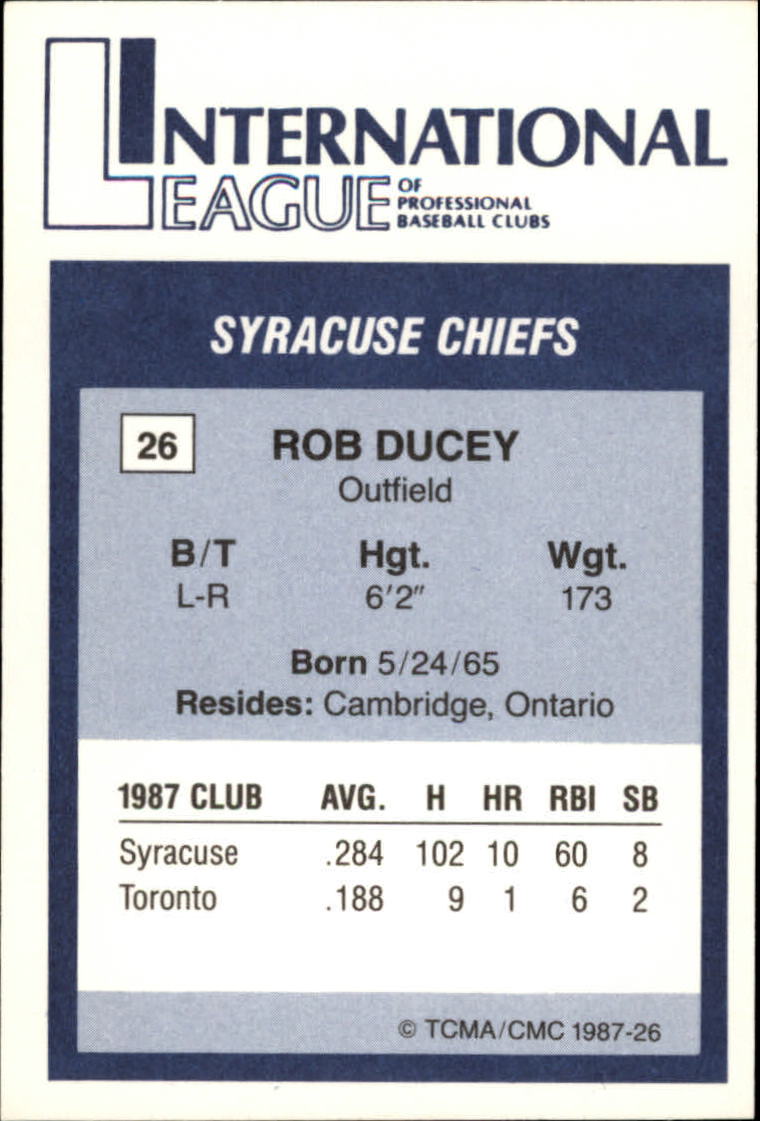 INTERNATIONAL
LEAGUE OF
PROFESSIONAL
BASEBALL CLUBS
SYRACUSE CHIEFS
26 ROB DUCEY
Outfield
B/T Hgt. Wgt.
L-R 6'2" 173
Born 5/24/65
Resides: Cambridge, Ontario
1987 CLUB AVG. H HR RBI SB
Syracuse .284 102 10 60 8
Toronto .188 9 1 6 2
© TCMA/CMC 1987-26